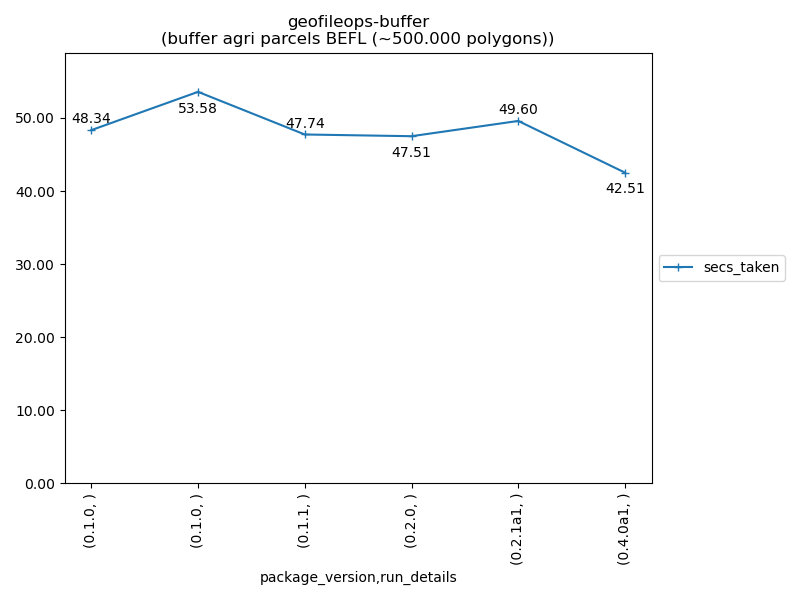 geofileops-buffer
(buffer agri parcels BEFL (~500.000 polygons))
50.00
40.00
30.00
20.00
10.00
0.00
48.34
53.58
47.74
47.51
49.60
42.51
secs_taken
(0.1.0, )
(0.1.0, )
(0.1.1, )
(0.2.0, )
(0.2.1a1, )
(0.4.0a1, )
package_version,run_details